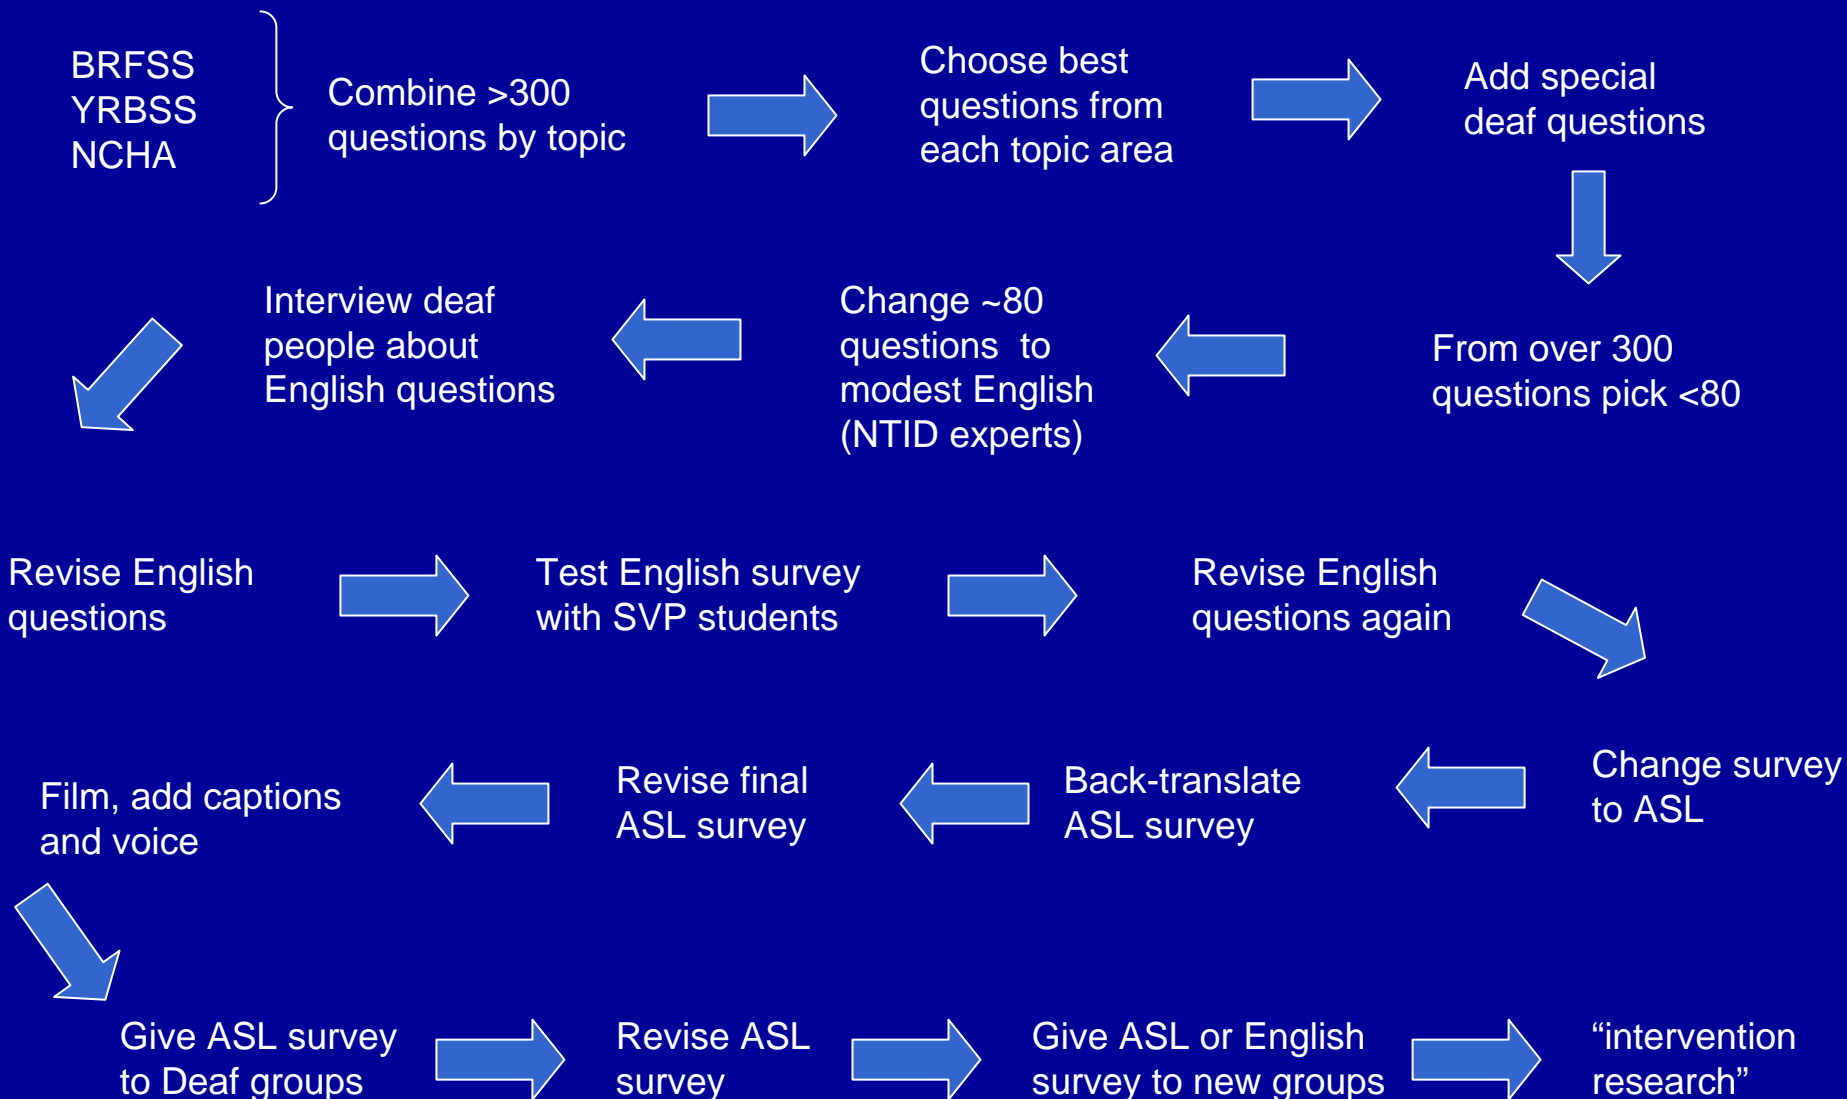 BRFSS
YRBSS
NCHA
Combine >300
questions by topic
Choose best
questions from
each topic area
Add special
deaf questions
From over 300
questions pick <80
Change ~80
questions to
modest English
(NTID experts)
Interview deaf
people about
English questions
Revise English
questions
Test English survey
with SVP students
Revise English
questions again
Change survey
to ASL
Back-translate
ASL survey
Revise final
ASL survey
Film, add captions
and voice
Give ASL survey
to Deaf groups
Revise ASL
survey
Give ASL or English
survey to new groups
“intervention
research”